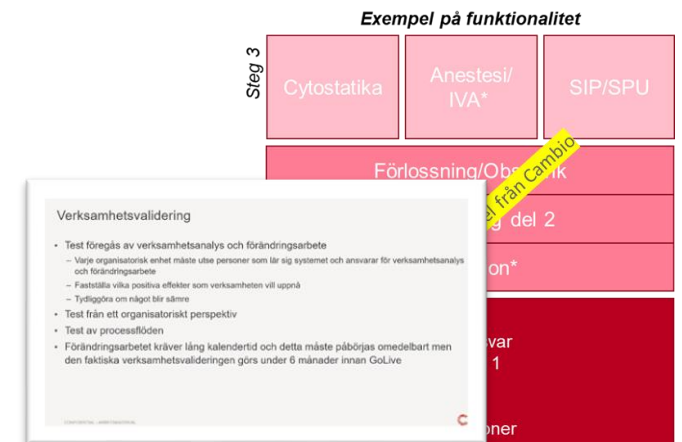 Exempel på funktionalitet
Steg 3
Cytostatika
Anestesi/
IVA*
SIP/SPU
Förlossning/Obs
från Cambio
del 2
on*
Verksamhetsvalidering
• Test föregås av verksamhetsanalys och förändringsarbete
– Varje organisatorisk enhet måste utse personer som lär sig systemet och ansvarar för verksamhetsanalys
och förändringsarbete
– Fastställa vilka positiva effekter som verksamheten vill uppnå
– Tydliggöra om något blir sämre
• Test från ett organisatoriskt perspektiv
• Test av processflöden
• Förändringsarbetet kräver lång kalendertid och detta måste påbörjas omedelbart men
den faktiska verksamhetsvalideringen görs under 6 månader innan GoLive
var
1
oner